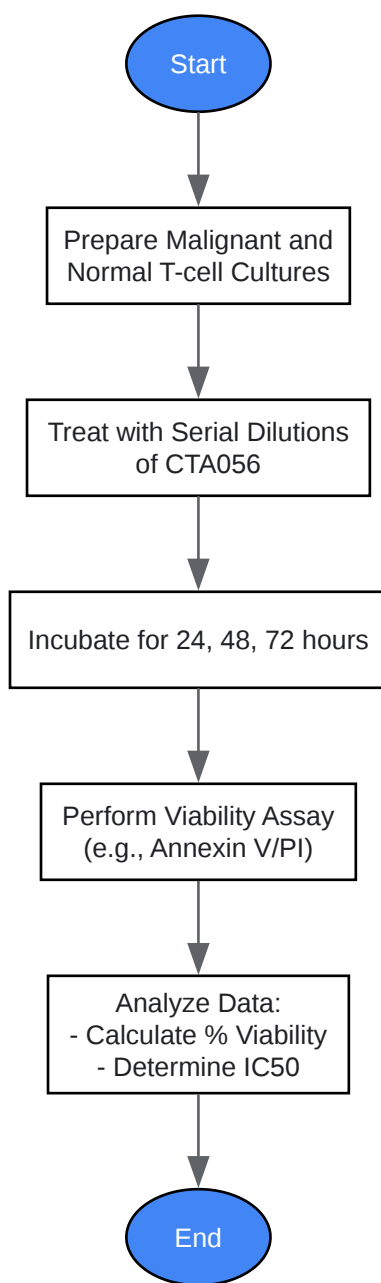 Start
Prepare Malignant and
Normal T-cell Cultures
Treat with Serial Dilutions
of CTA056
Incubate for 24, 48, 72 hours
Perform Viability Assay
(e.g., Annexin V/PI)
Analyze Data:
- Calculate % Viability
- Determine IC50
End